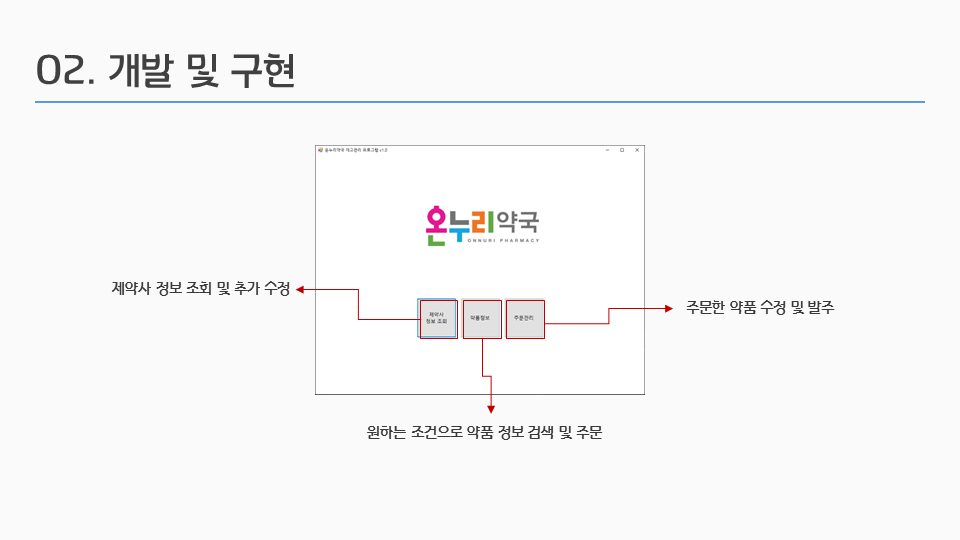 02. 개발 및 구현
온누리약국 재고관리 프로그램 v1.0
온누리약국
ONNURI PHARMACY
제약사 정보 조회 및 추가 수정
제약사
정보 조회
약품정보
주문관리
주문한 약품 수정 및 발주
원하는 조건으로 약품 정보 검색 및 주문